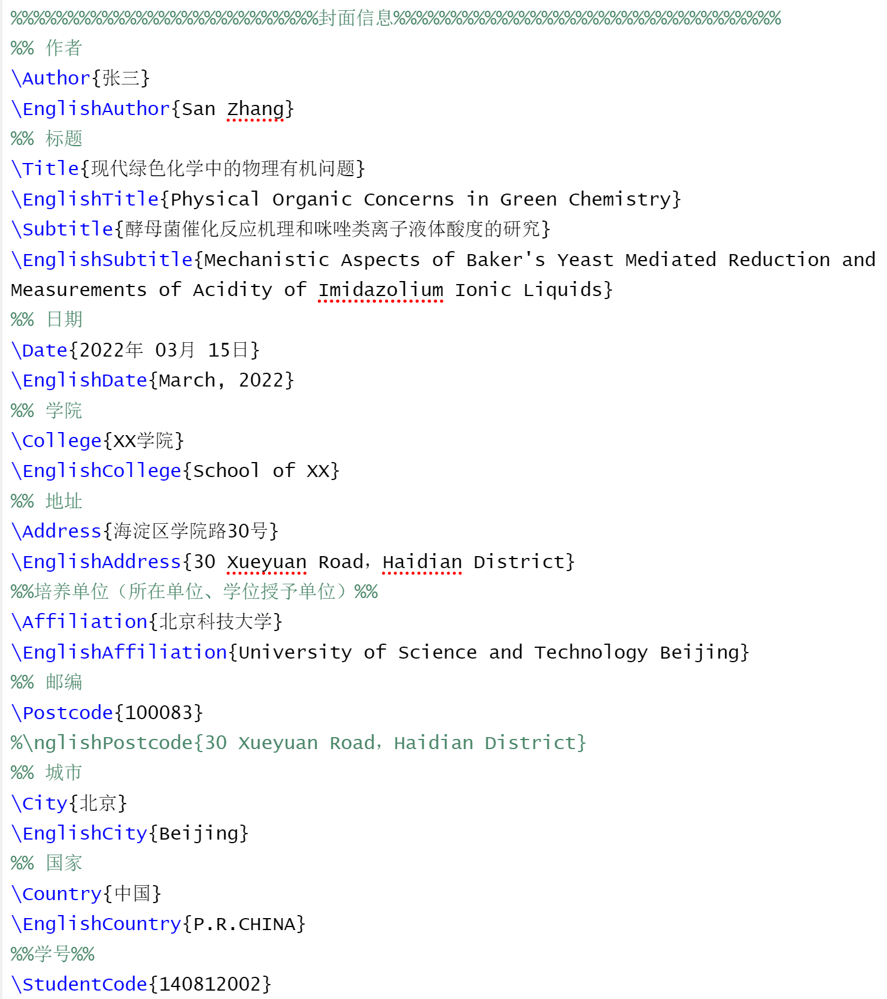 %%%%%%%%%%%%%%%%%%%%%%%%%%%封面信息%%%%%%%%%%%%%%%%%%%%%%%%%%%%%%%%%%
%% 作者
\Author{张三}
\EnglishAuthor{San Zhang}
%% 标题
\Title{现代绿色化学中的物理有机问题}
\EnglishTitle{Physical Organic Concerns in Green Chemistry}
\Subtitle{酵母菌催化反应机理和咪唑类离子液体酸度的研究}
\EnglishSubtitle{Mechanistic Aspects of Baker's Yeast Mediated Reduction and
Measurements of Acidity of Imidazolium Ionic Liquids}
%% 日期
\Date{2022年 03月 15日}
\EnglishDate{March, 2022}
%% 学院
\College{XX学院}
\EnglishCollege{School of XX}
%% 地址
\Address{海淀区学院路30号}
\EnglishAddress{30 Xueyuan Road，Haidian District}
%%培养单位（所在单位、学位授予单位）%%
\Affiliation{北京科技大学}
\EnglishAffiliation{University of Science and Technology Beijing}
%% 邮编
\Postcode{100083}
%\nglishPostcode{30 Xueyuan Road，Haidian District}
%% 城市
\City{北京}
\EnglishCity{Beijing}
%% 国家
\Country{中国}
\EnglishCountry{P.R.CHINA}
%%学号%%
\StudentCode{140812002}